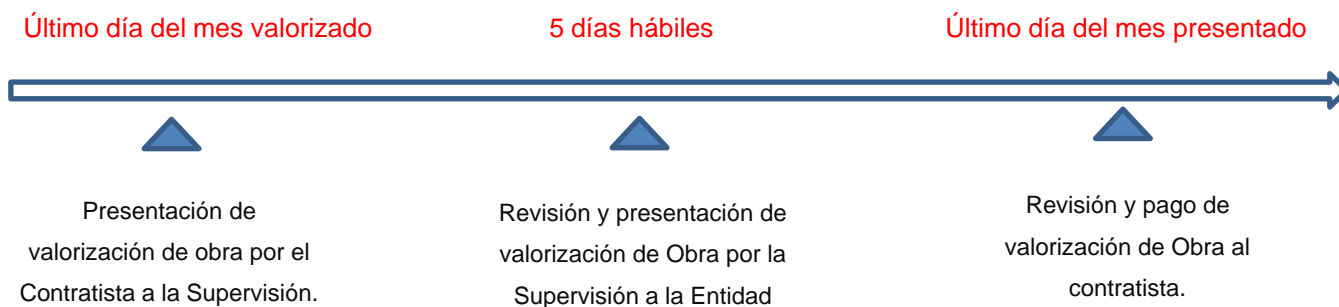 Último día del mes valorizado
5 días hábiles
Último día del mes presentado
Presentación de
valorización de obra por el
Contratista a la Supervisión.
Revisión y presentación de
valorización de Obra por la
Supervisión a la Entidad
Revisión y pago de
valorización de Obra al
contratista.